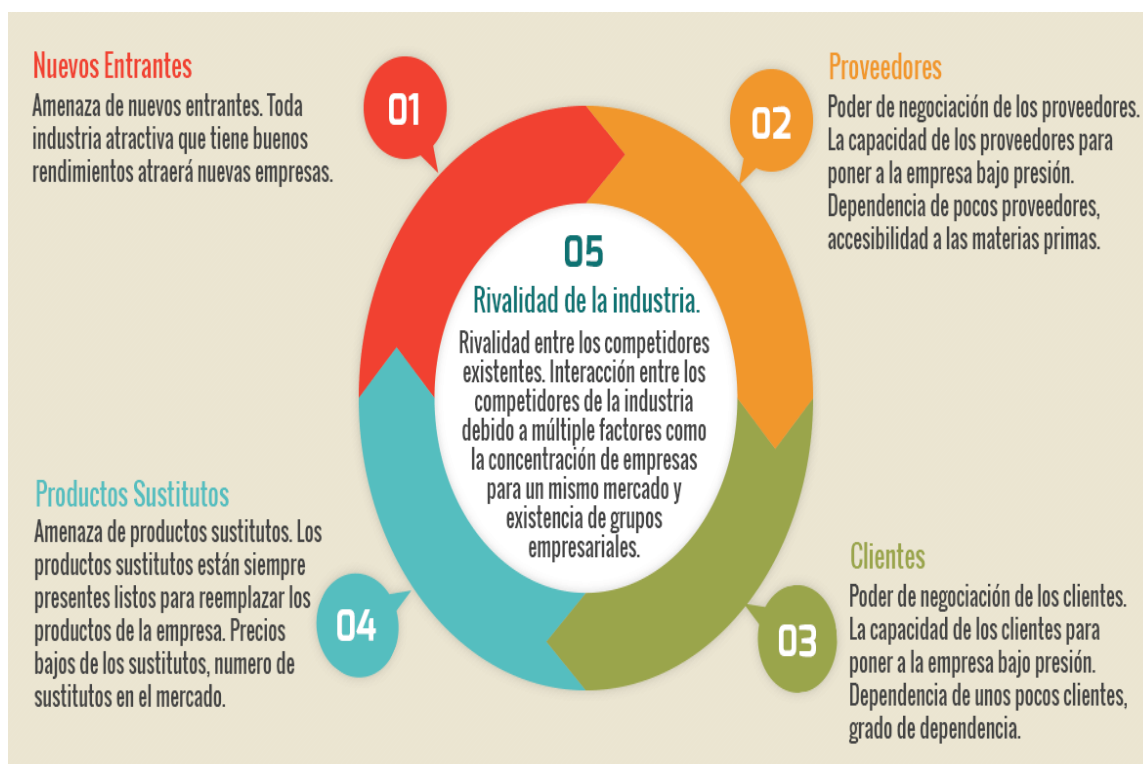 01
Nuevos Entrantes
Amenaza de nuevos entrantes. Toda
industria atractiva que tiene buenos
rendimientos atraerá nuevas empresas.
02
Proveedores
Poder de negociación de los proveedores.
La capacidad de los proveedores para
poner a la empresa bajo presión.
Dependencia de pocos proveedores,
accesibilidad a las materias primas.
03
Clientes
Poder de negociación de los clientes.
La capacidad de los clientes para
poner a la empresa bajo presión.
Dependencia de unos pocos clientes,
grado de dependencia.
04
Productos Sustitutos
Amenaza de productos sustitutos. Los
productos sustitutos están siempre
presentes listos para reemplazar los
productos de la empresa. Precios
bajos de los sustitutos, numero de
sustitutos en el mercado.
05
Rivalidad de la industria.
Rivalidad entre los competidores
existentes. Interacción entre los
competidores de la industria
debido a múltiple factores como
la concentración de empresas
para un mismo mercado y
existencia de grupos
empresariales.